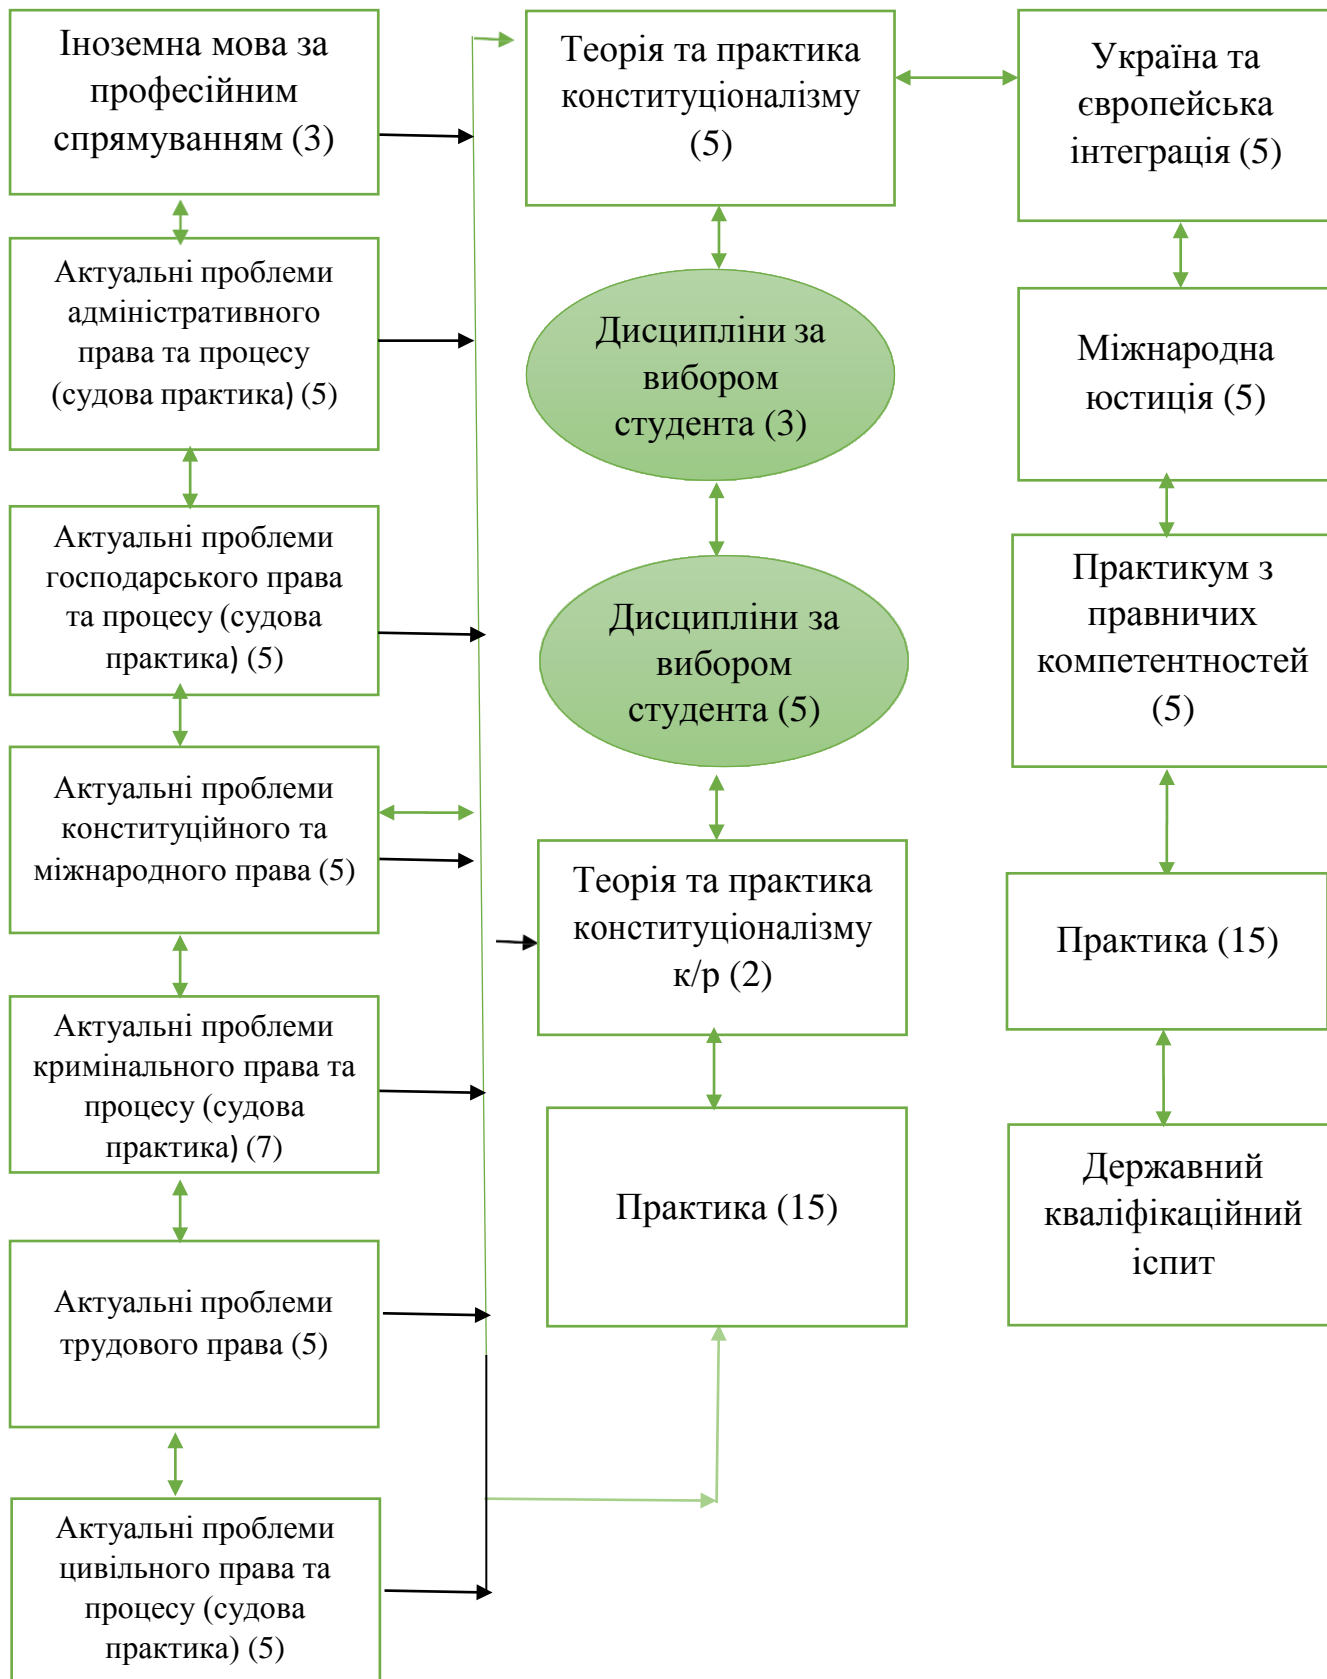 Іноземна мова за
професійним
спрямуванням (3)
Актуальні проблеми
адміністративного
права та процесу
(судова практика) (5)
Актуальні проблеми
господарського права
та процесу (судова
практика) (5)
Актуальні проблеми
конституційного та
міжнародного права (5)
Актуальні проблеми
кримінального права та
процесу (судова
практика) (7)
Актуальні проблеми
трудового права (5)
Актуальні проблеми
цивільного права та
процесу (судова
практика) (5)
Теорія та практика
конституціоналізму
(5)
Дисципліни за
вибором
студента (3)
Дисципліни за
вибором
студента (5)
Теорія та практика
конституціоналізму
к/р (2)
Практика (15)
Україна та
європейська
інтеграція (5)
Міжнародна
юстиція (5)
Практикум з
правничих
компетентностей
(5)
Практика (15)
Державний
кваліфікаційний
іспит